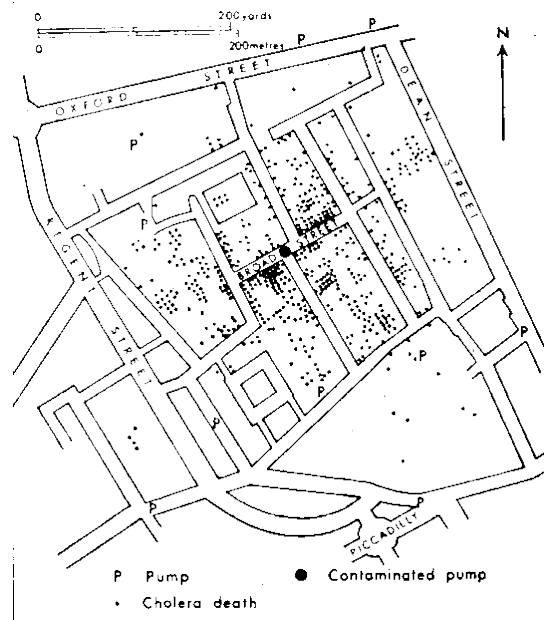 0 200 yards
0 200 metres
P
P
N
OXFORD STREET
DEAN STREET
P
P
REGENT STREET
BROAD STREET
P
P
P
P
P
P
PICCADILLY
P Pump
Contaminated pump
Cholera death